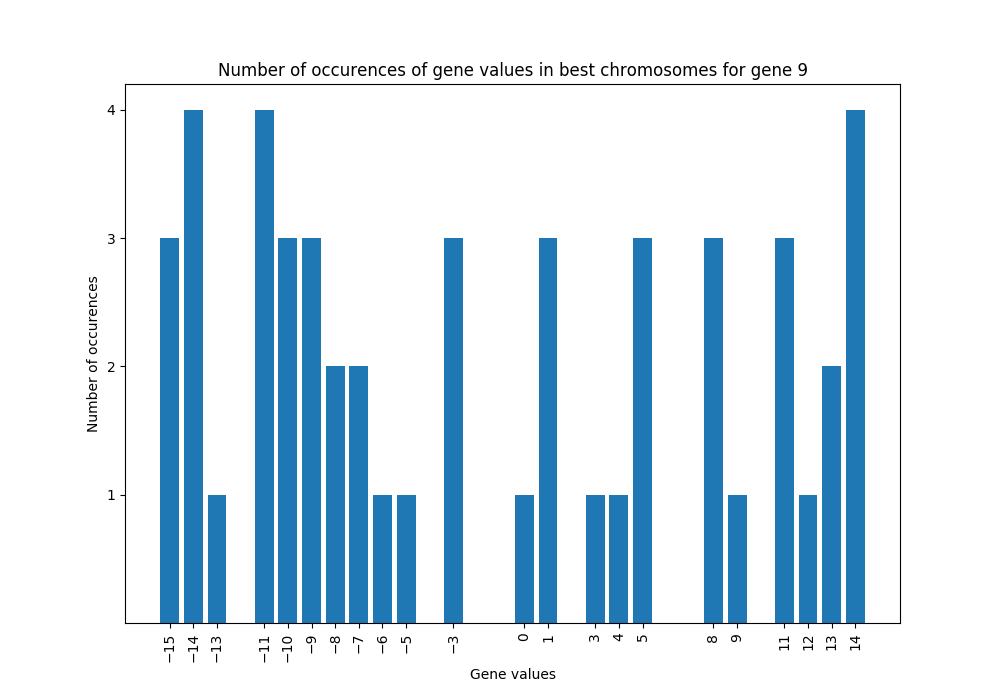 Number of occurences of gene values in best chromosomes for gene 9
4
3
2
1
Number of occurences
−15 −14 −13 −11 −10 −9 −8 −7 −6 −5 −3 0 1 3 4 5 8 9 11 12 13 14
Gene values